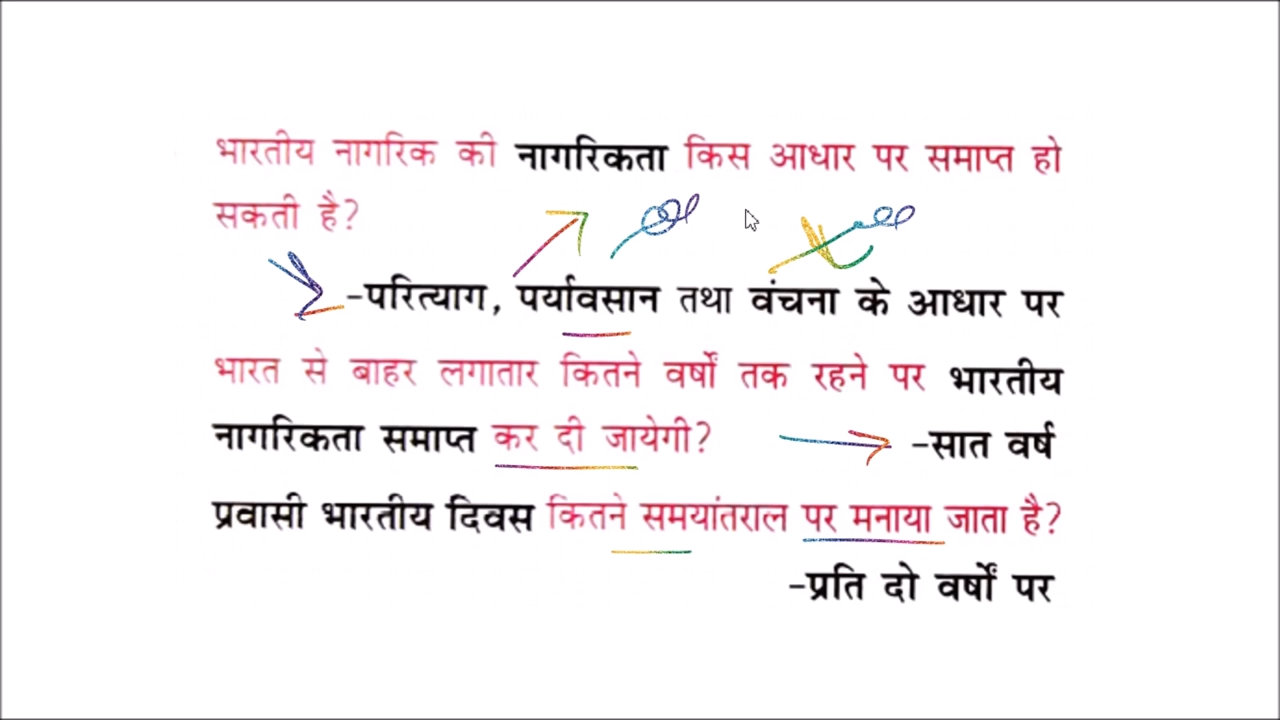 भारतीय नागरिक की नागरिकता किस आधार पर समाप्त हो
सकती है?
-परित्याग, पर्यावसान तथा वंचना के आधार पर
भारत से बाहर लगातार कितने वर्षों तक रहने पर भारतीय
नागरिकता समाप्त कर दी जायेगी? -सात वर्ष
प्रवासी भारतीय दिवस कितने समयांतराल पर मनाया जाता है?
-प्रति दो वर्षों पर